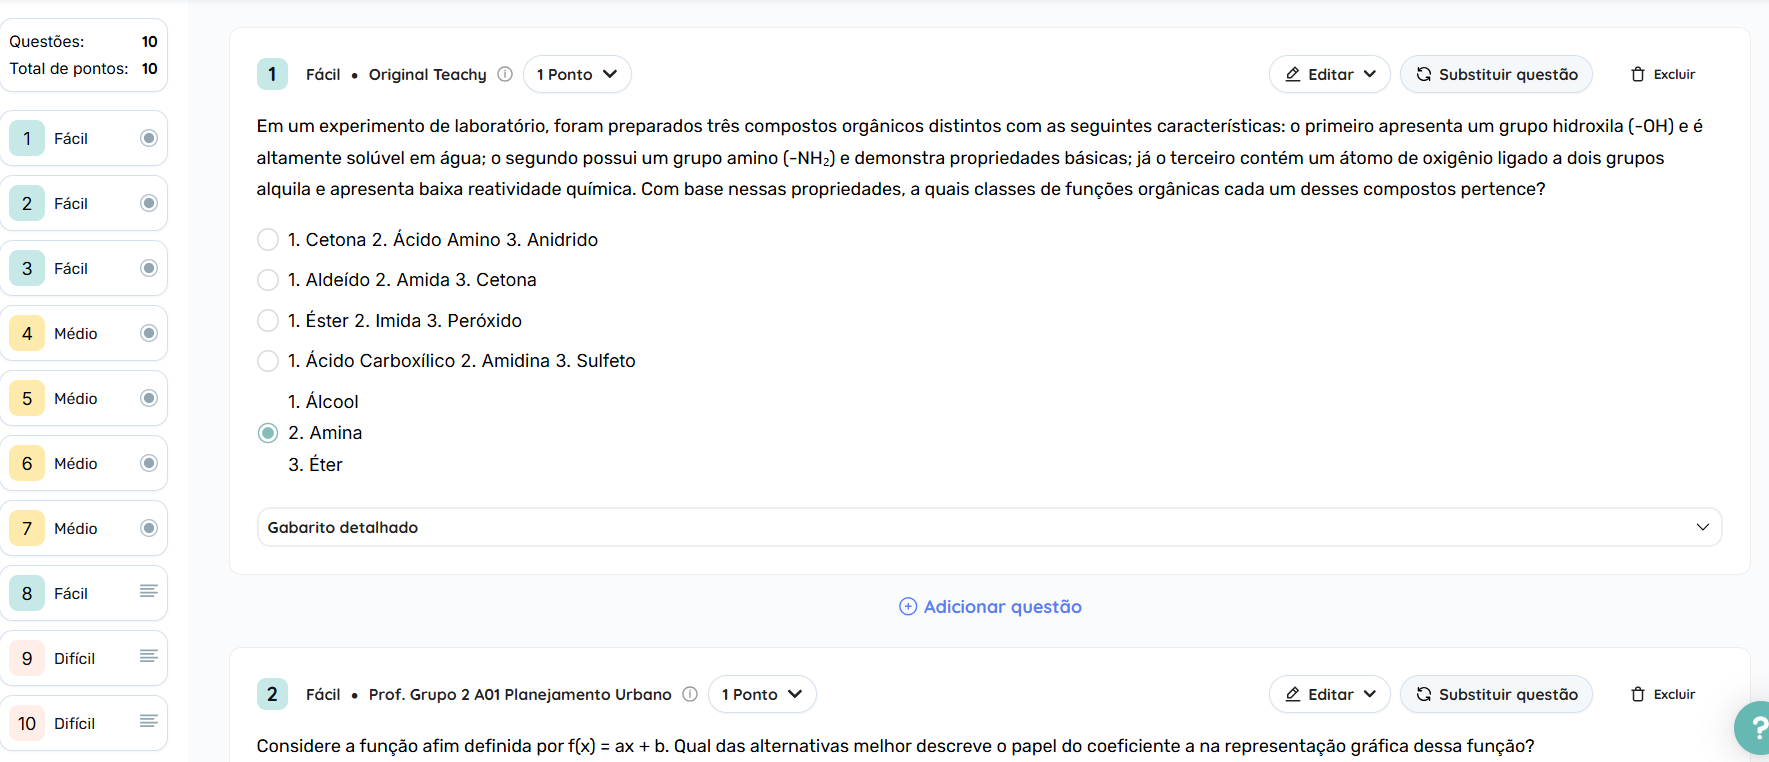 Questões: 10
Total de pontos: 10
1 Fácil
2 Fácil
3 Fácil
4 Médio
5 Médio
6 Médio
7 Médio
8 Fácil
9 Difícil
10 Difícil
1 Fácil • Original Teachy 1 Ponto Editar Substituir questão Excluir
Em um experimento de laboratório, foram preparados três compostos orgânicos distintos com as seguintes características: o primeiro apresenta um grupo hidroxila (-OH) e é
altamente solúvel em água; o segundo possui um grupo amino (-NH₂) e demonstra propriedades básicas; já o terceiro contém um átomo de oxigênio ligado a dois grupos
alquila e apresenta baixa reatividade química. Com base nessas propriedades, a quais classes de funções orgânicas cada um desses compostos pertence?
1. Cetona 2. Ácido Amino 3. Anidrido
1. Aldeído 2. Amida 3. Cetona
1. Éster 2. Imida 3. Peróxido
1. Ácido Carboxílico 2. Amidina 3. Sulfeto
1. Álcool
2. Amina
3. Éter
Gabarito detalhado
Adicionar questão
2 Fácil • Prof. Grupo 2 A01 Planejamento Urbano 1 Ponto Editar Substituir questão Excluir
Considere a função afim definida por f(x) = ax + b. Qual das alternativas melhor descreve o papel do coeficiente a na representação gráfica dessa função?
?